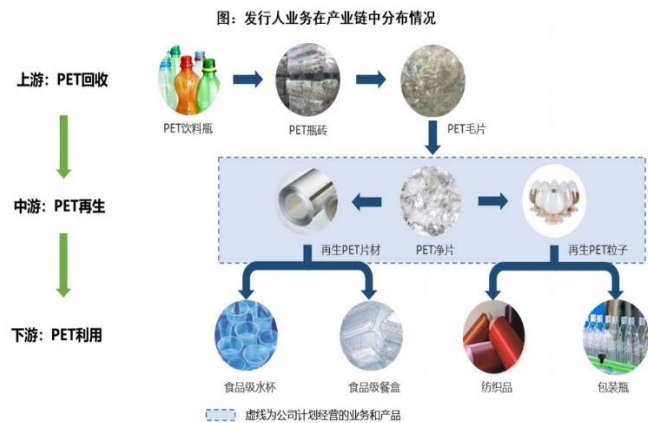 图：发行人业务在产业链中分布情况
上游：PET回收
PET饮料瓶
PET瓶砖
PET毛片
中游：PET再生
再生PET片材
PET净片
再生PET粒子
下游：PET利用
食品级水杯
食品级餐盒
纺织品
包装瓶
虚线为公司计划经营的业务和产品